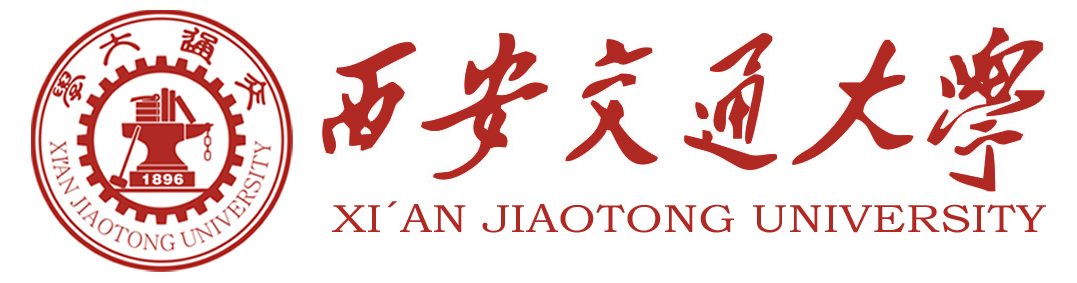 學大通交
1896
XI'AN JIAOTONG UNIVERSITY
西安交通大學
XI´AN JIAOTONG UNIVERSITY